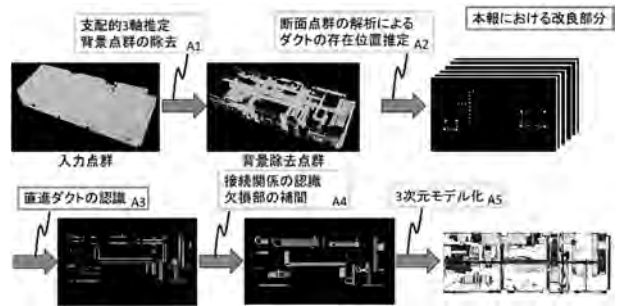 支配的3軸推定
背景点群の除去 A1
断面点群の解析による
ダクトの存在位置推定 A2
本報における改良部分
入力点群
背景除去点群
直進ダクトの認識 A3
接続関係の認識
欠損部の補間 A4
3次元モデル化 A5